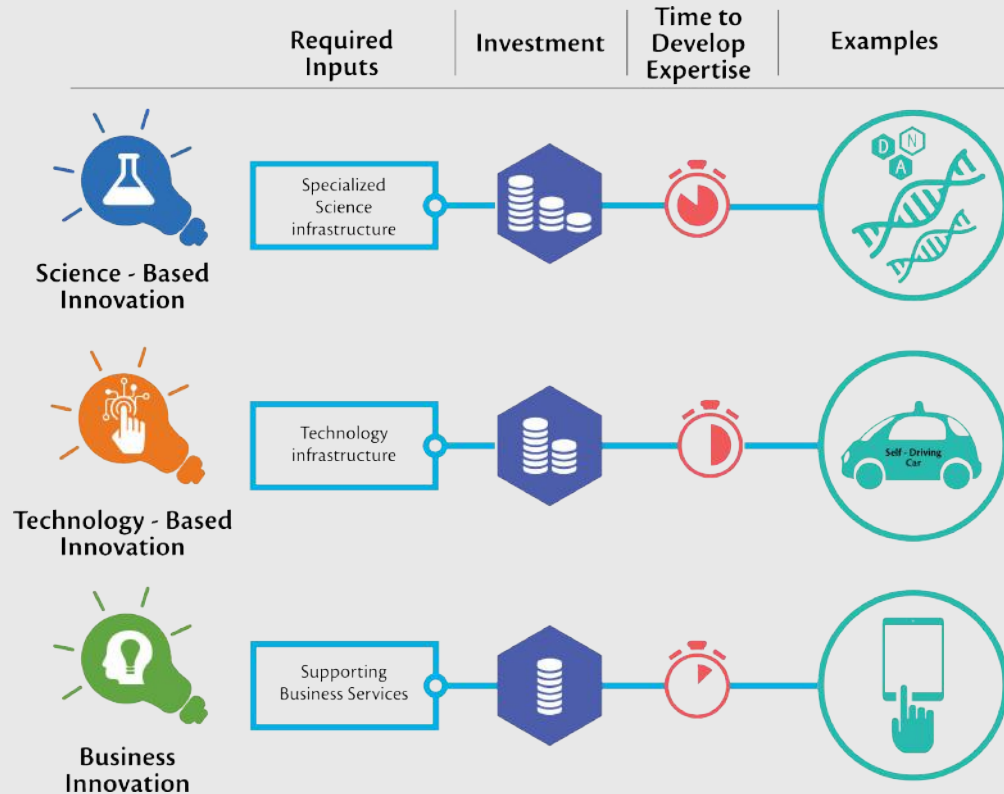 Required
Inputs
Investment
Time to
Develop
Expertise
Examples
Science - Based
Innovation
Specialized
Science
infrastructure
D
N
A
Technology - Based
Innovation
Technology
infrastructure
Self - Driving
Car
Business
Innovation
Supporting
Business Services